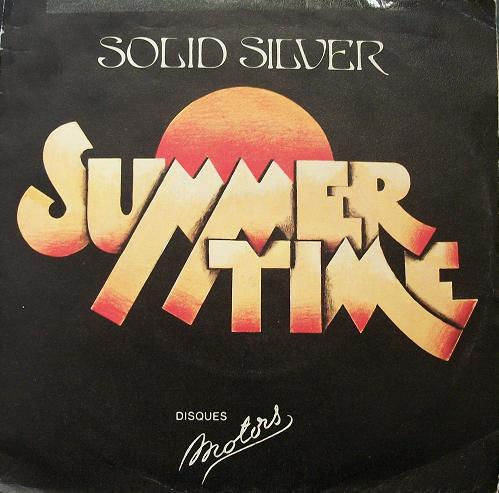 SOLID SILVER
SUMMER
TIME
DISQUES
Motors